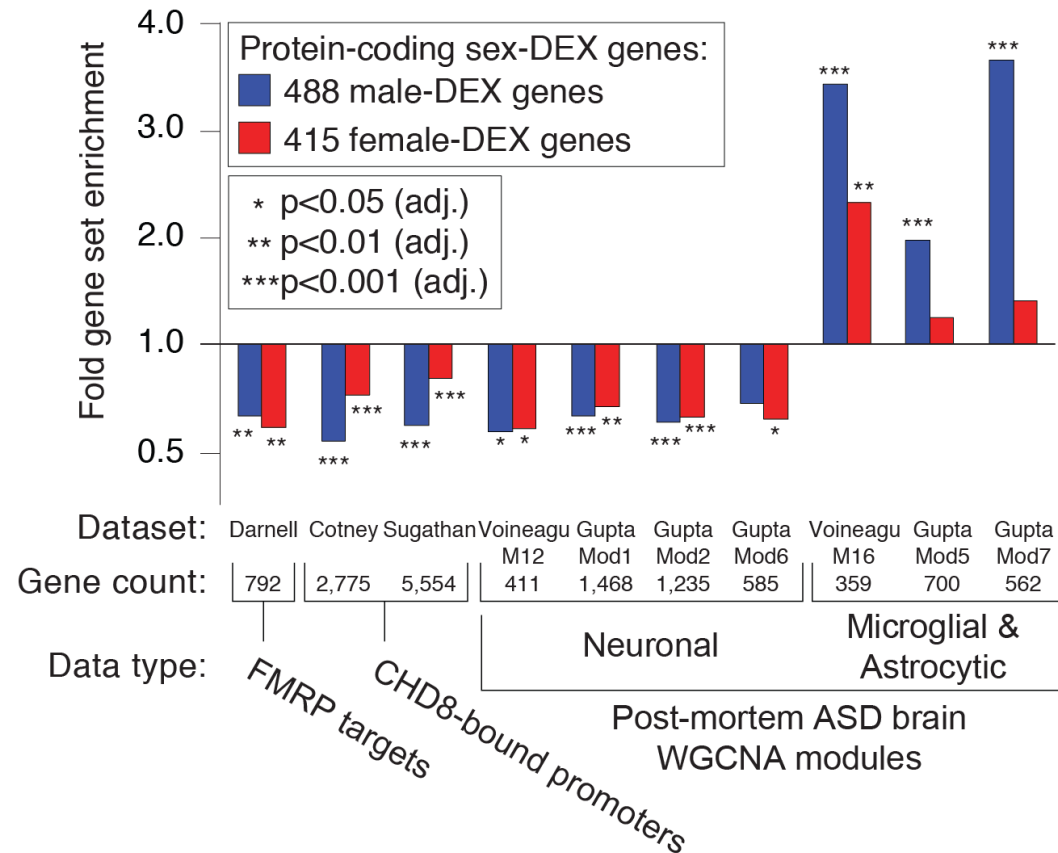 Fold gene set enrichment
4.0
3.0
2.0
1.0
0.5
Protein-coding sex-DEX genes:
488 male-DEX genes
415 female-DEX genes
* p<0.05 (adj.)
** p<0.01 (adj.)
***p<0.001 (adj.)
** ** *** *** *** *** * * *** ** *** *** * *** ** *** ***
Dataset: Darnell Cotney Sugathan Voineagu Gupta Gupta Gupta Voineagu Gupta Gupta
M12 Mod1 Mod2 Mod6 M16 Mod5 Mod7
Gene count: 792 2,775 5,554 411 1,468 1,235 585 359 700 562
Data type:
FMRP targets
CHD8-bound promoters
Neuronal
Microglial &
Astrocytic
Post-mortem ASD brain
WGCNA modules